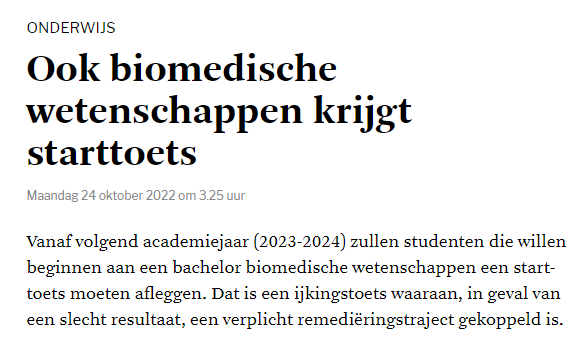 ONDERWIJS
Ook biomedische
wetenschappen krijgt
starttoets
Maandag 24 oktober 2022 om 3.25 uur
Vanaf volgend academiejaar (2023-2024) zullen studenten die willen
beginnen aan een bachelor biomedische wetenschappen een start-
toets moeten afleggen. Dat is een ijkingstoets waaraan, in geval van
een slecht resultaat, een verplicht remediëringstraject gekoppeld is.